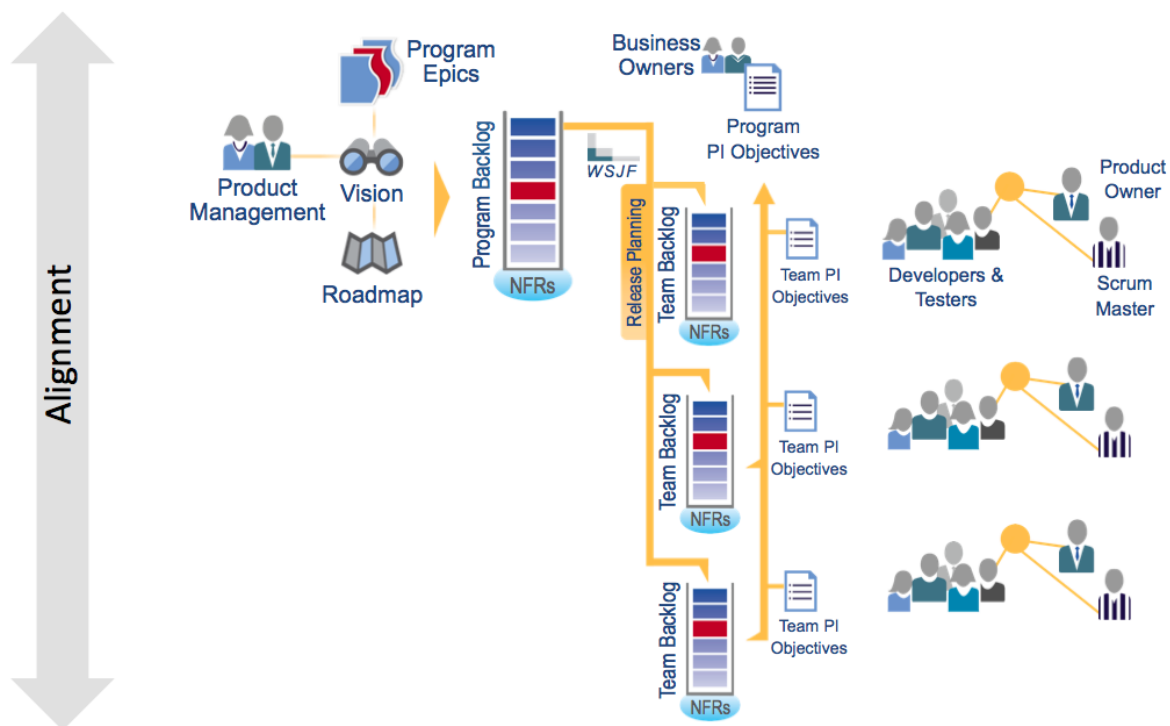 Alignment
Program
Epics
Product
Management
Vision
Roadmap
Program Backlog
NFRs
WSJF
Release Planning
Business
Owners
Program
PI Objectives
Team Backlog
NFRs
Team PI
Objectives
Developers &
Testers
Product
Owner
Scrum
Master
Team Backlog
NFRs
Team PI
Objectives
Team Backlog
NFRs
Team PI
Objectives